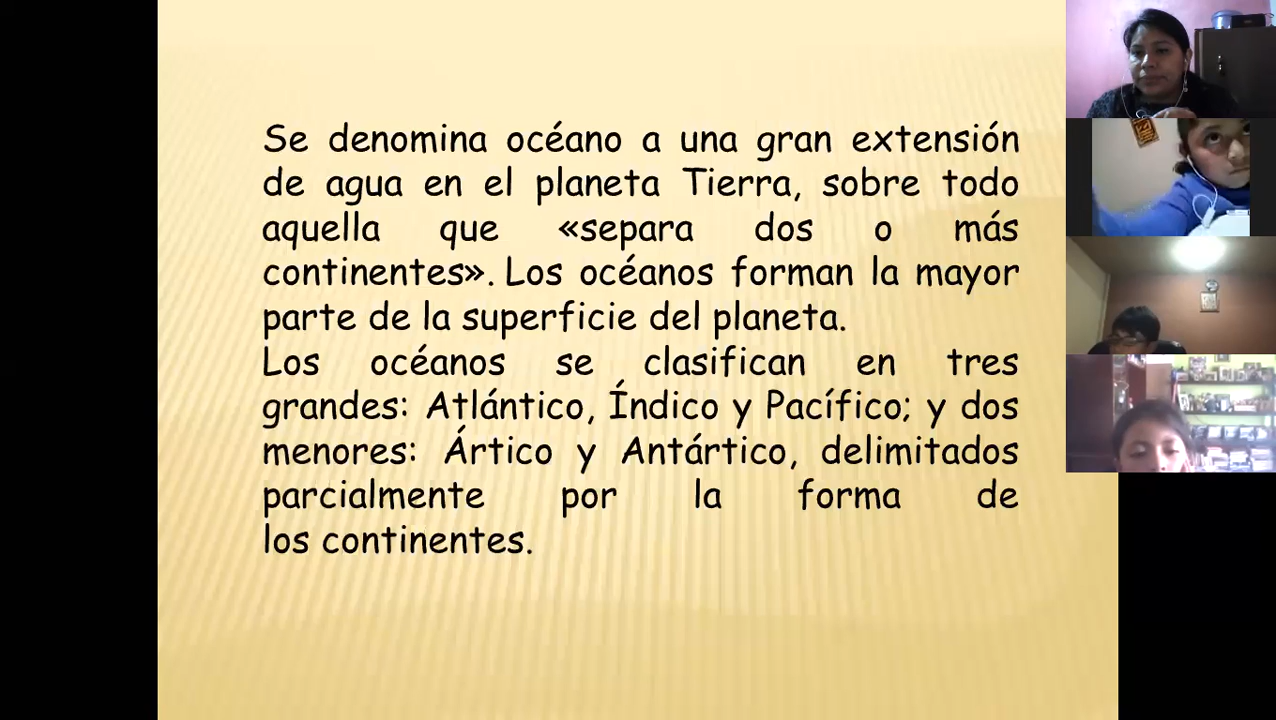 Se denomina océano a una gran extensión
de agua en el planeta Tierra, sobre todo
aquella que «separa dos o más
continentes». Los océanos forman la mayor
parte de la superficie del planeta.
Los océanos se clasifican en tres
grandes: Atlántico, Índico y Pacífico; y dos
menores: Ártico y Antártico, delimitados
parcialmente por la forma de
los continentes.